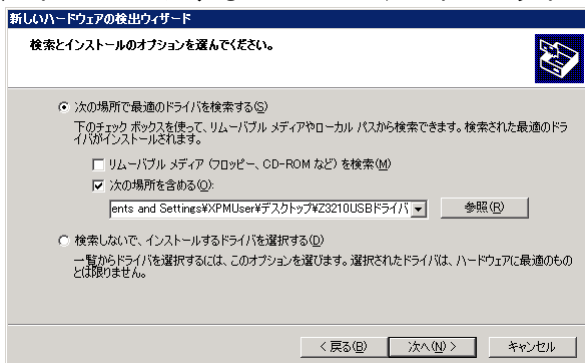 新しいハードウェアの検出ウィザード
検索とインストールのオプションを選んでください。
次の場所で最適のドライバを検索する(S)
下のチェック ボックスを使って、リムーバブル メディアやローカル パスから検索できます。検索された最適のドラ
イバがインストールされます。
リムーバブル メディア (フロッピー、CD-ROM など) を検索(M)
次の場所を含める(O):
ents and Settings¥XPMUser¥デスクトップ¥Z3210USBドライバ
参照(R)
検索しないで、インストールするドライバを選択する(D)
一覧からドライバを選択するには、このオプションを選びます。選択されたドライバは、ハードウェアに最適のもの
とは限りません。
< 戻る(B) 次へ(N) > キャンセル